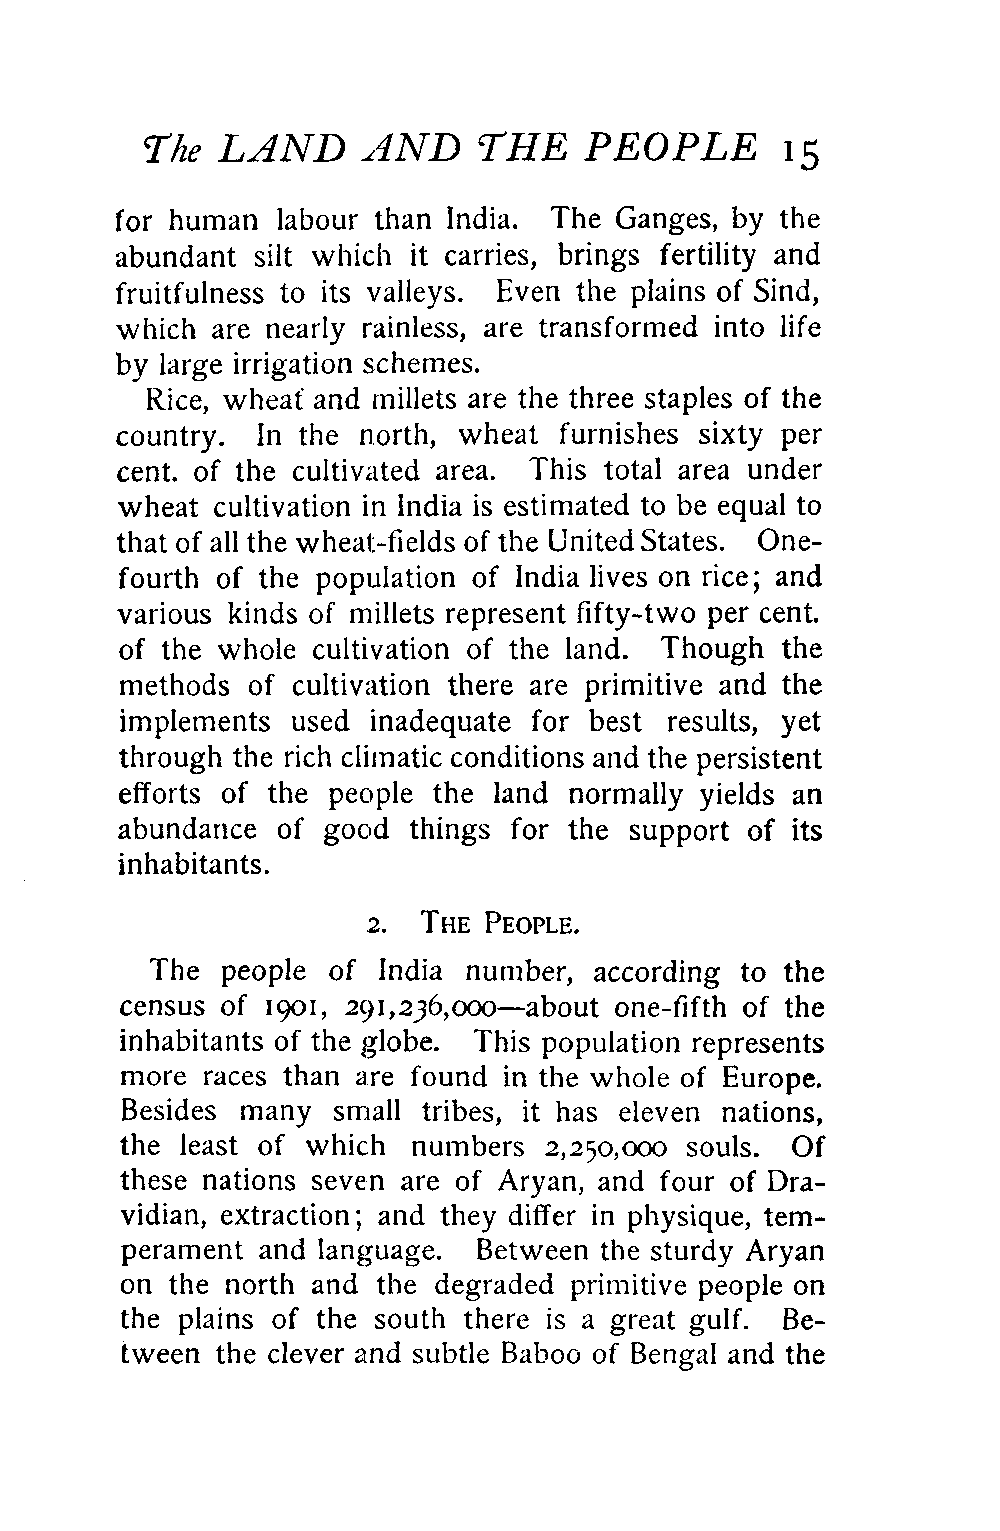 The LAND AND THE PEOPLE 15
for human labour than India. The Ganges, by the
abundant silt which it carries, brings fertility and
fruitfulness to its valleys. Even the plains of Sind,
which are nearly rainless, are transformed into life
by large irrigation schemes.
Rice, wheat and millets are the three staples of the
country. In the north, wheat furnishes sixty per
cent. of the cultivated area. This total area under
wheat cultivation in India is estimated to be equal to
that of all the wheat-fields of the United States. One-
fourth of the population of India lives on rice; and
various kinds of millets represent fifty-two per cent.
of the whole cultivation of the land. Though the
methods of cultivation there are primitive and the
implements used inadequate for best results, yet
through the rich climatic conditions and the persistent
efforts of the people the land normally yields an
abundance of good things for the support of its
inhabitants.
2. THE PEOPLE.
The people of India number, according to the
census of 1901, 291,236,000—about one-fifth of the
inhabitants of the globe. This population represents
more races than are found in the whole of Europe.
Besides many small tribes, it has eleven nations,
the least of which numbers 2,250,000 souls. Of
these nations seven are of Aryan, and four of Dra-
vidian, extraction; and they differ in physique, tem-
perament and language. Between the sturdy Aryan
on the north and the degraded primitive people on
the plains of the south there is a great gulf. Be-
tween the clever and subtle Baboo of Bengal and the